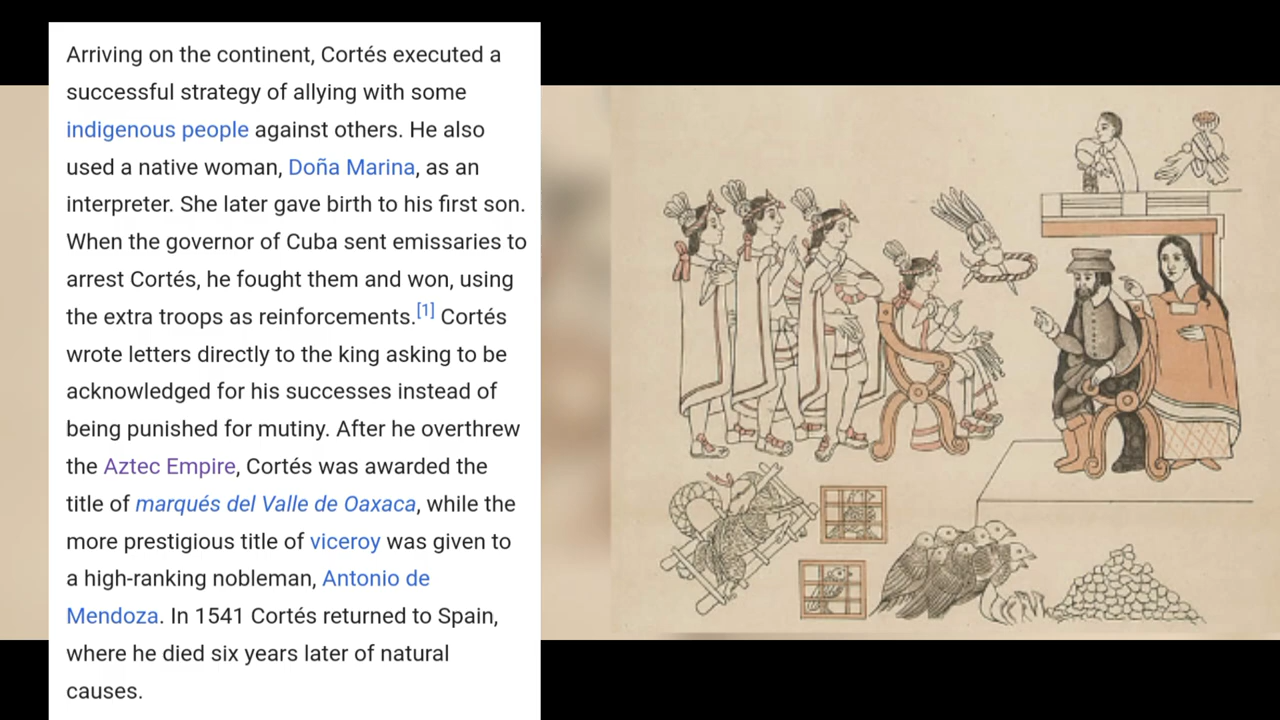 Arriving on the continent, Cortés executed a
successful strategy of allying with some
indigenous people against others. He also
used a native woman, Doña Marina, as an
interpreter. She later gave birth to his first son.
When the governor of Cuba sent emissaries to
arrest Cortés, he fought them and won, using
the extra troops as reinforcements.[1] Cortés
wrote letters directly to the king asking to be
acknowledged for his successes instead of
being punished for mutiny. After he overthrew
the Aztec Empire, Cortés was awarded the
title of marqués del Valle de Oaxaca, while the
more prestigious title of viceroy was given to
a high-ranking nobleman, Antonio de
Mendoza. In 1541 Cortés returned to Spain,
where he died six years later of natural
causes.